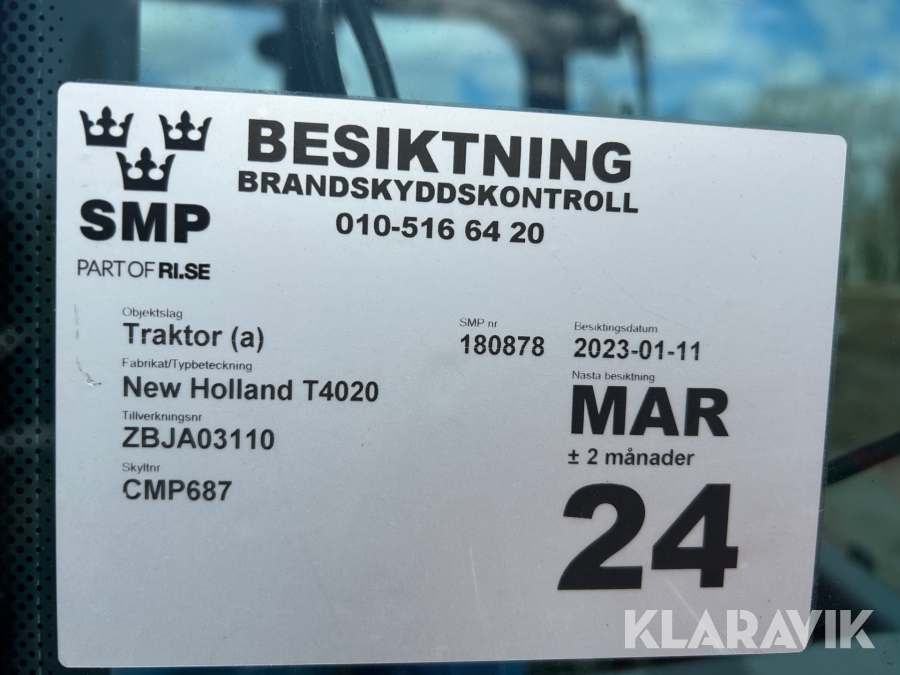 BESIKTNING
BRANDSKYDDSKONTROLL
010-516 64 20
SMP
PART OF RI.SE
Objektslag
Traktor (a)
Fabrikat/Typbeteckning
New Holland T4020
Tillverkningsnr
ZBJA03110
Skyltnr
CMP687
SMP nr
180878
Besiktingsdatum
2023-01-11
Nästa besiktning
MAR
± 2 månader
24
KLARAVIK